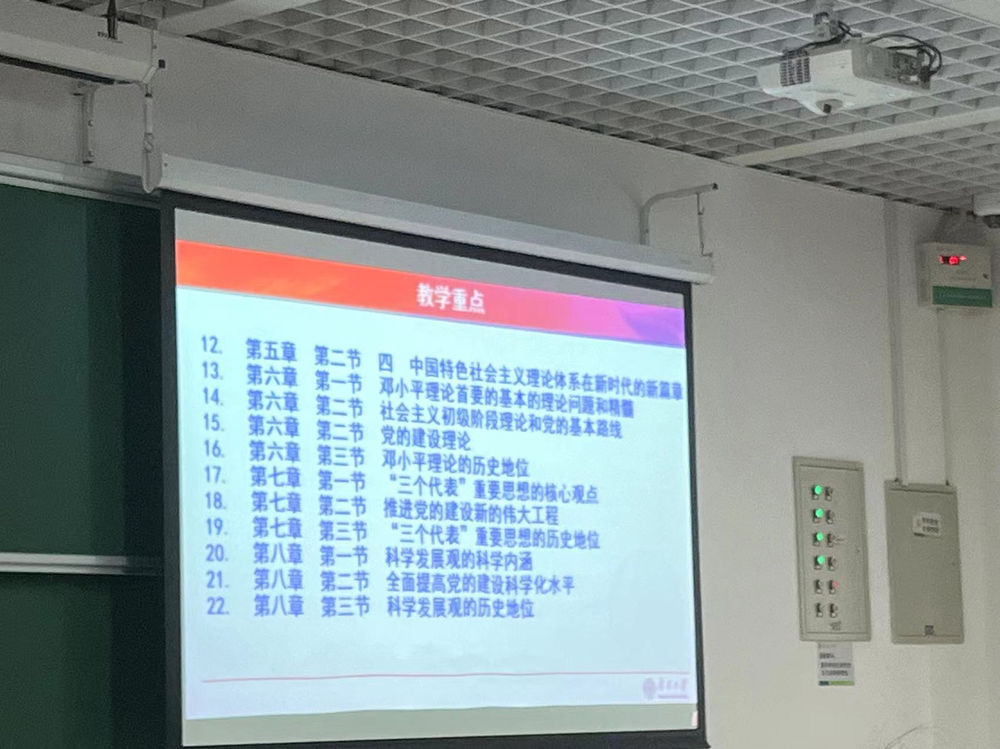 教学重点
12. 第五章 第二节 四 中国特色社会主义理论体系在新时代的新篇章
13. 第六章 第一节 邓小平理论首要的基本的理论问题和精髓
14. 第六章 第二节 社会主义初级阶段理论和党的基本路线
15. 第六章 第二节 党的建设理论
16. 第六章 第三节 邓小平理论的历史地位
17. 第七章 第一节 “三个代表”重要思想的核心观点
18. 第七章 第二节 推进党的建设新的伟大工程
19. 第七章 第三节 “三个代表”重要思想的历史地位
20. 第八章 第一节 科学发展观的科学内涵
21. 第八章 第二节 全面提高党的建设科学化水平
22. 第八章 第三节 科学发展观的历史地位